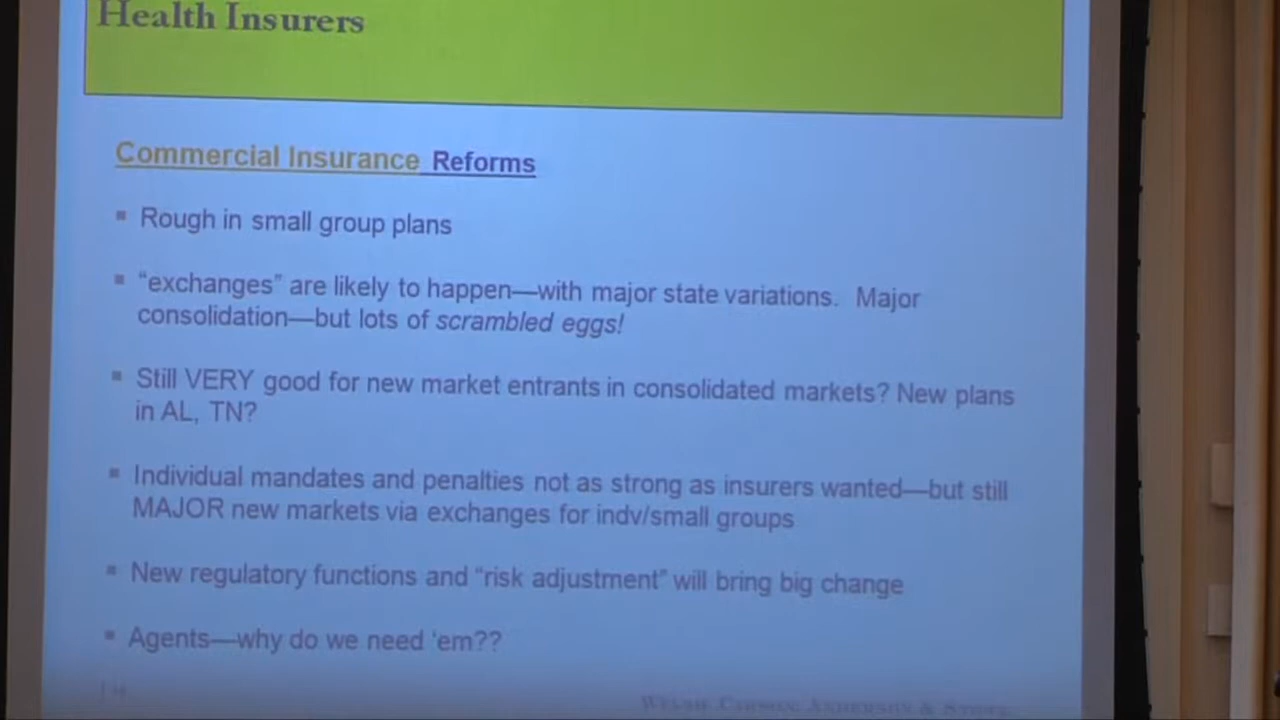 Health Insurers
Commercial Insurance Reforms
▪ Rough in small group plans
▪ “exchanges” are likely to happen—with major state variations. Major
consolidation—but lots of scrambled eggs!
▪ Still VERY good for new market entrants in consolidated markets? New plans
in AL, TN?
▪ Individual mandates and penalties not as strong as insurers wanted—but still
MAJOR new markets via exchanges for indv/small groups
▪ New regulatory functions and “risk adjustment” will bring big change
▪ Agents—why do we need ‘em??